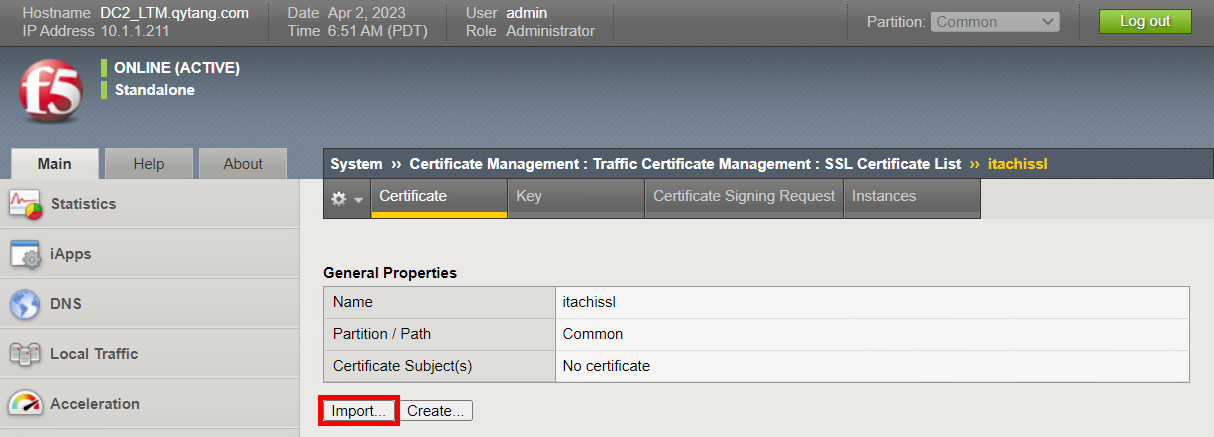 Hostname DC2_LTM.qytang.com Date Apr 2, 2023 User admin Partition: Common Log out
IP Address 10.1.1.211 Time 6:51 AM (PDT) Role Administrator
f5
ONLINE (ACTIVE)
Standalone
Main Help About
System ›› Certificate Management : Traffic Certificate Management : SSL Certificate List ›› itachissl
Certificate Key Certificate Signing Request Instances
Statistics
iApps
DNS
Local Traffic
Acceleration
General Properties
Name itachissl
Partition / Path Common
Certificate Subject(s) No certificate
Import... Create...